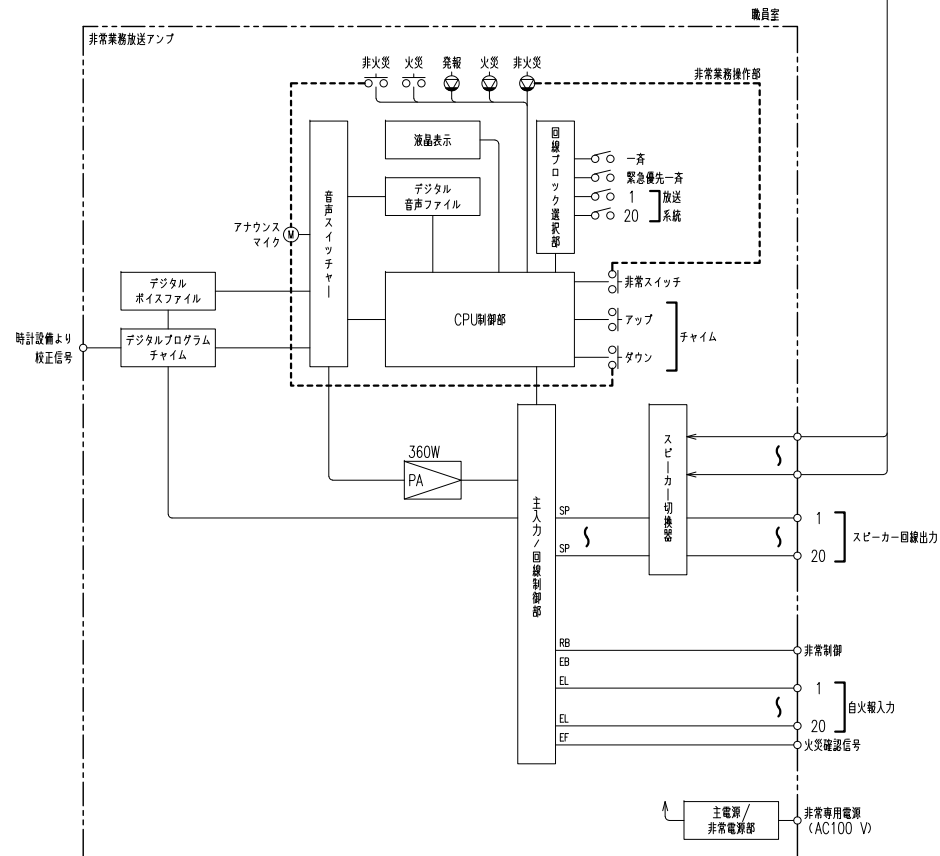 職員室
非常業務放送アンプ
非火災
火災
発報
火災
非火災
非常業務操作部
液晶表示
デジタル
音声ファイル
音声スイッチャー
回線ブロック選択部
一斉
緊急優先一斉
1
20
放送
系統
アナウンス
マイク
M
デジタル
ボイスファイル
デジタルプログラム
チャイム
時計設備より
校正信号
CPU制御部
非常スイッチ
アップ
ダウン
チャイム
360W
PA
主入力/回線制御部
スピーカー切換器
SP
SP
1
20
スピーカー回線出力
RB
EB
EL
EL
EF
非常制御
1
20
自火報入力
火災確認信号
主電源/
非常電源部
非常専用電源
(AC100 V)